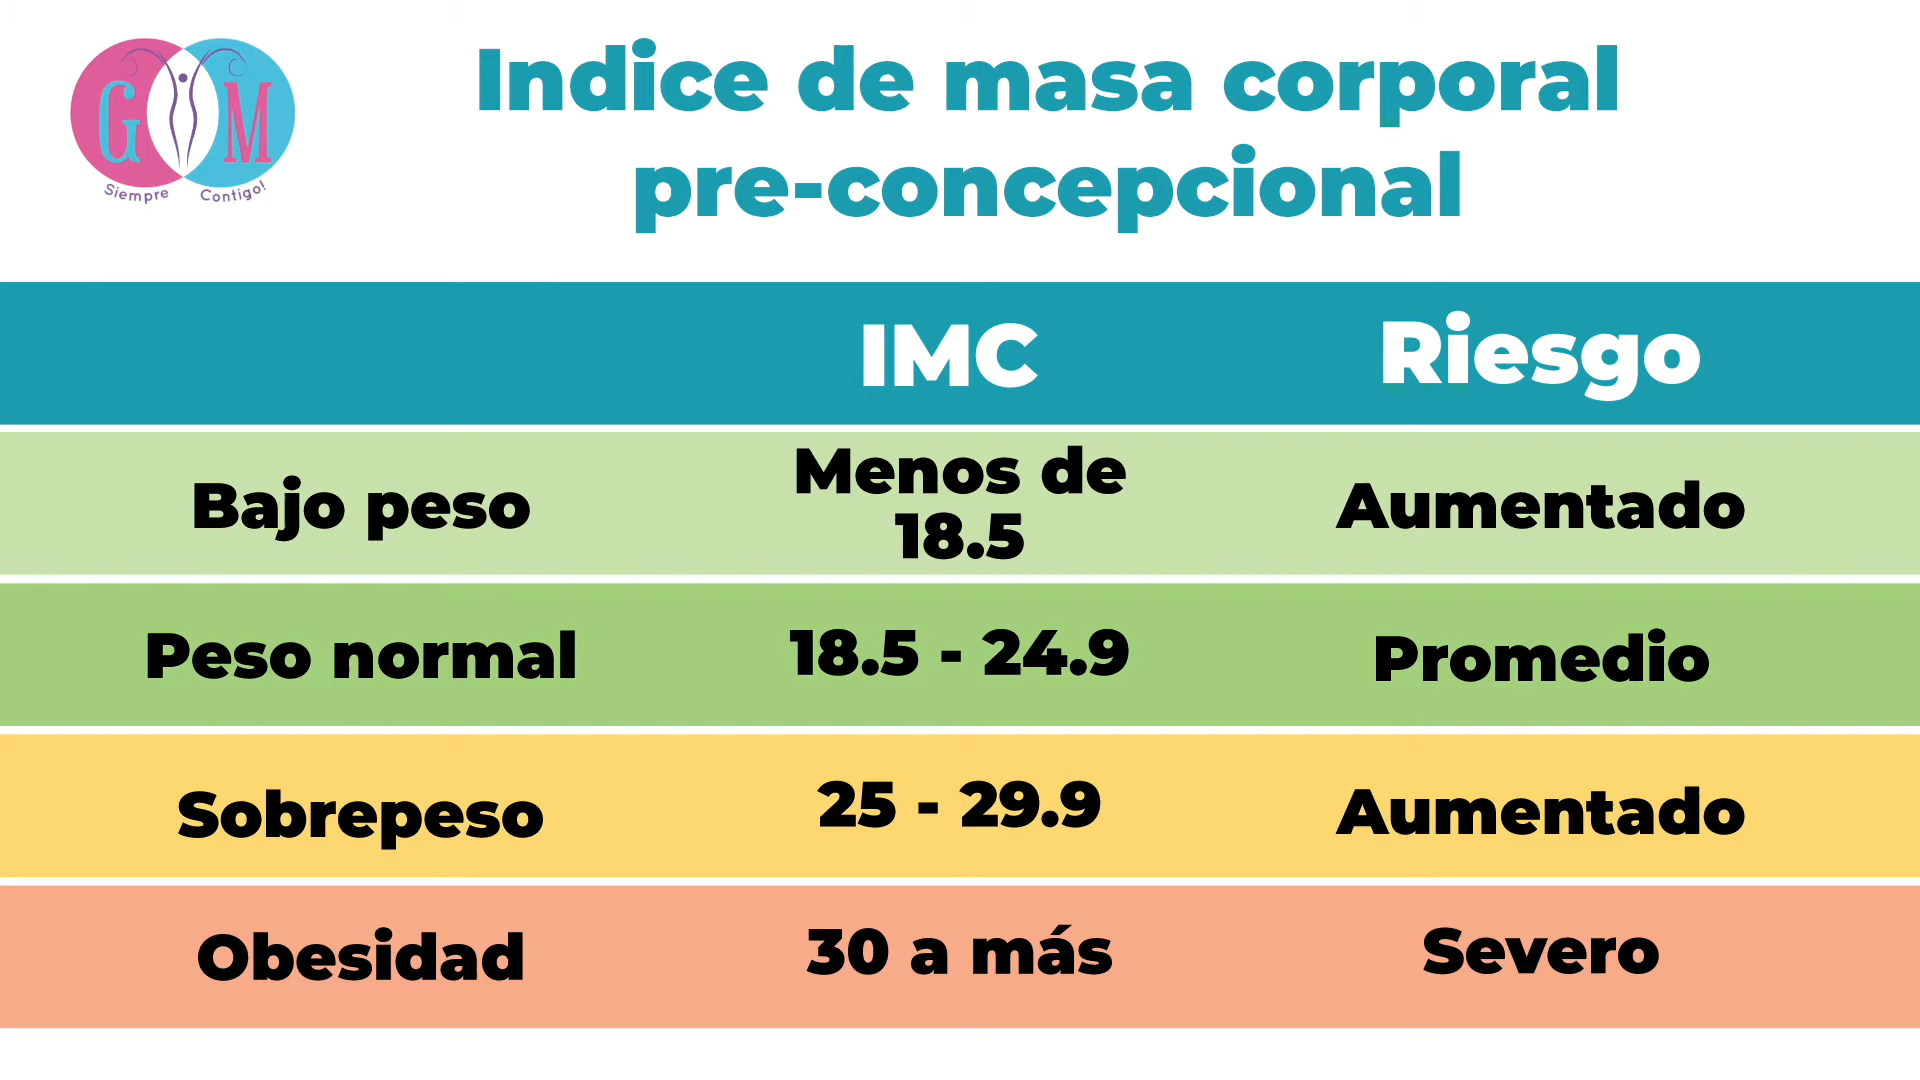 G M
Siempre Contigo!
Indice de masa corporal
pre-concepcional
IMC Riesgo
Bajo peso Menos de 18.5 Aumentado
Peso normal 18.5 - 24.9 Promedio
Sobrepeso 25 - 29.9 Aumentado
Obesidad 30 a más Severo